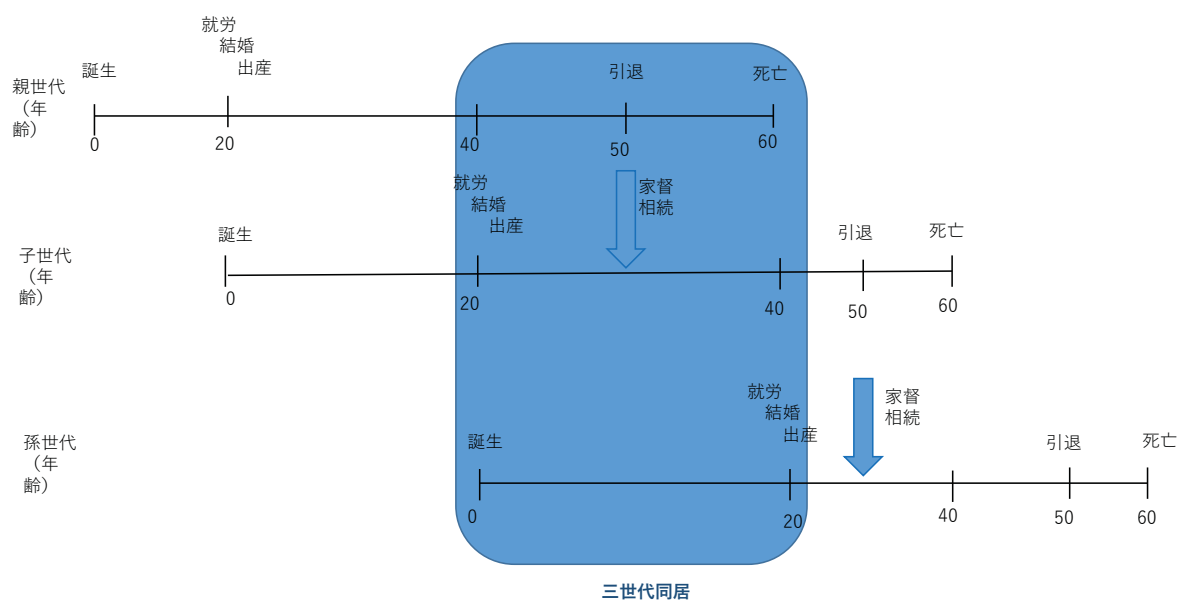 就労
結婚
出産
誕生
引退
死亡
親世代
（年
齢）
0
20
40
50
60
就労
結婚
出産
家督
相続
誕生
引退
死亡
子世代
（年
齢）
0
20
40
50
60
就労
結婚
出産
家督
相続
誕生
引退
死亡
孫世代
（年
齢）
0
20
40
50
60
三世代同居